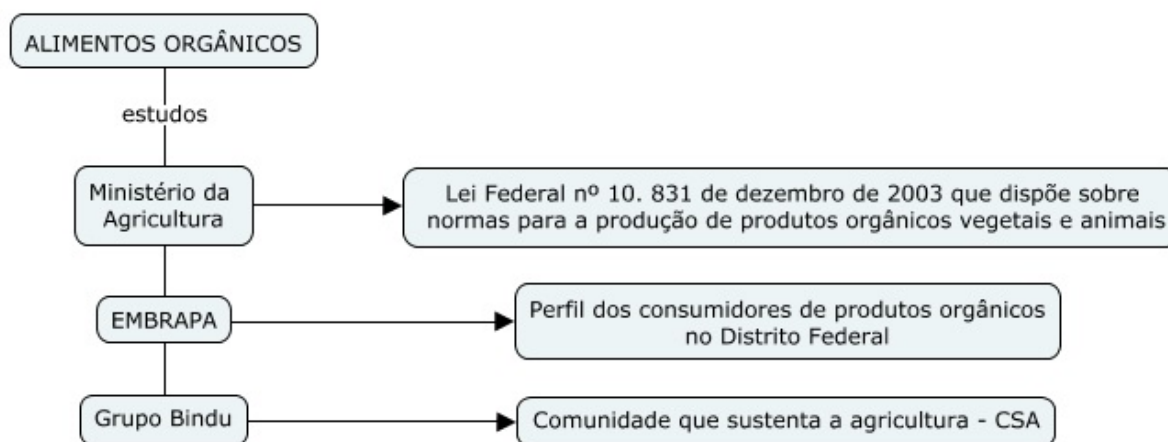 ALIMENTOS ORGÂNICOS
estudos
Ministério da
Agricultura
Lei Federal nº 10. 831 de dezembro de 2003 que dispõe sobre
normas para a produção de produtos orgânicos vegetais e animais
EMBRAPA
Perfil dos consumidores de produtos orgânicos
no Distrito Federal
Grupo Bindu
Comunidade que sustenta a agricultura - CSA